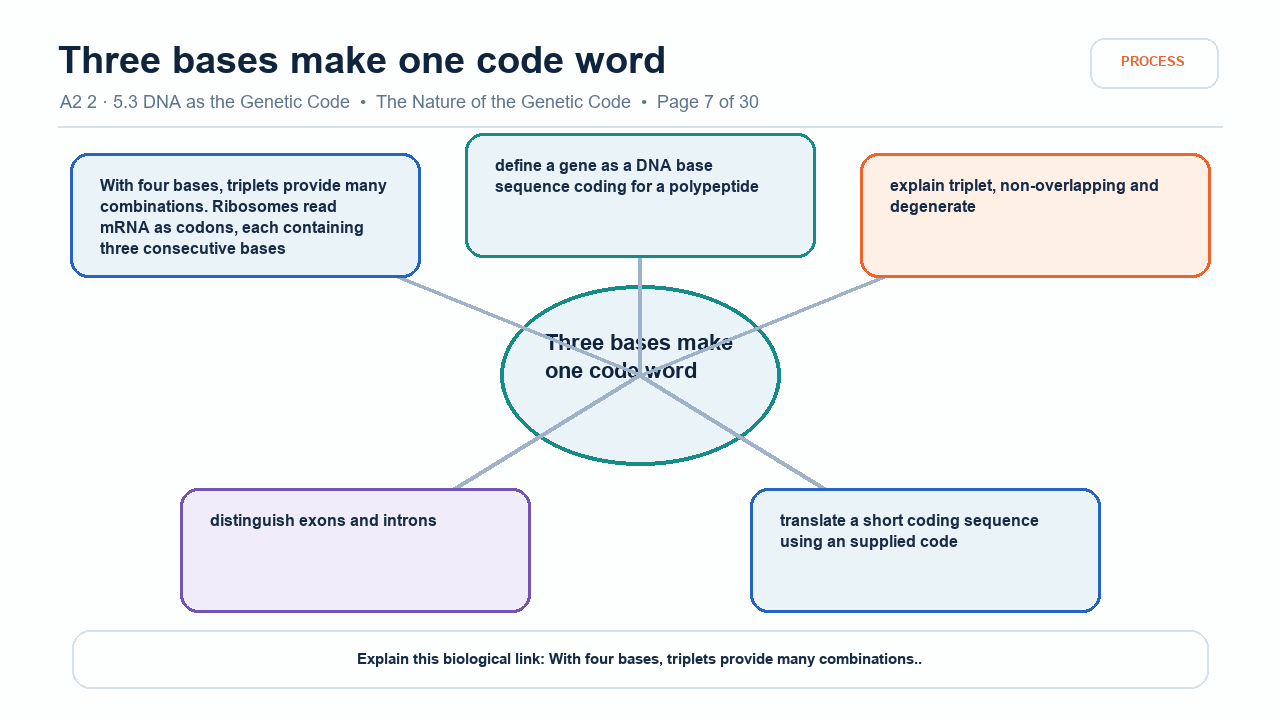 Three bases make one code word
PROCESS
A2 2 · 5.3 DNA as the Genetic Code • The Nature of the Genetic Code • Page 7 of 30
With four bases, triplets provide many
combinations. Ribosomes read
mRNA as codons, each containing
three consecutive bases
define a gene as a DNA base
sequence coding for a polypeptide
explain triplet, non-overlapping and
degenerate
Three bases make
one code word
distinguish exons and introns
translate a short coding sequence
using an supplied code
Explain this biological link: With four bases, triplets provide many combinations..